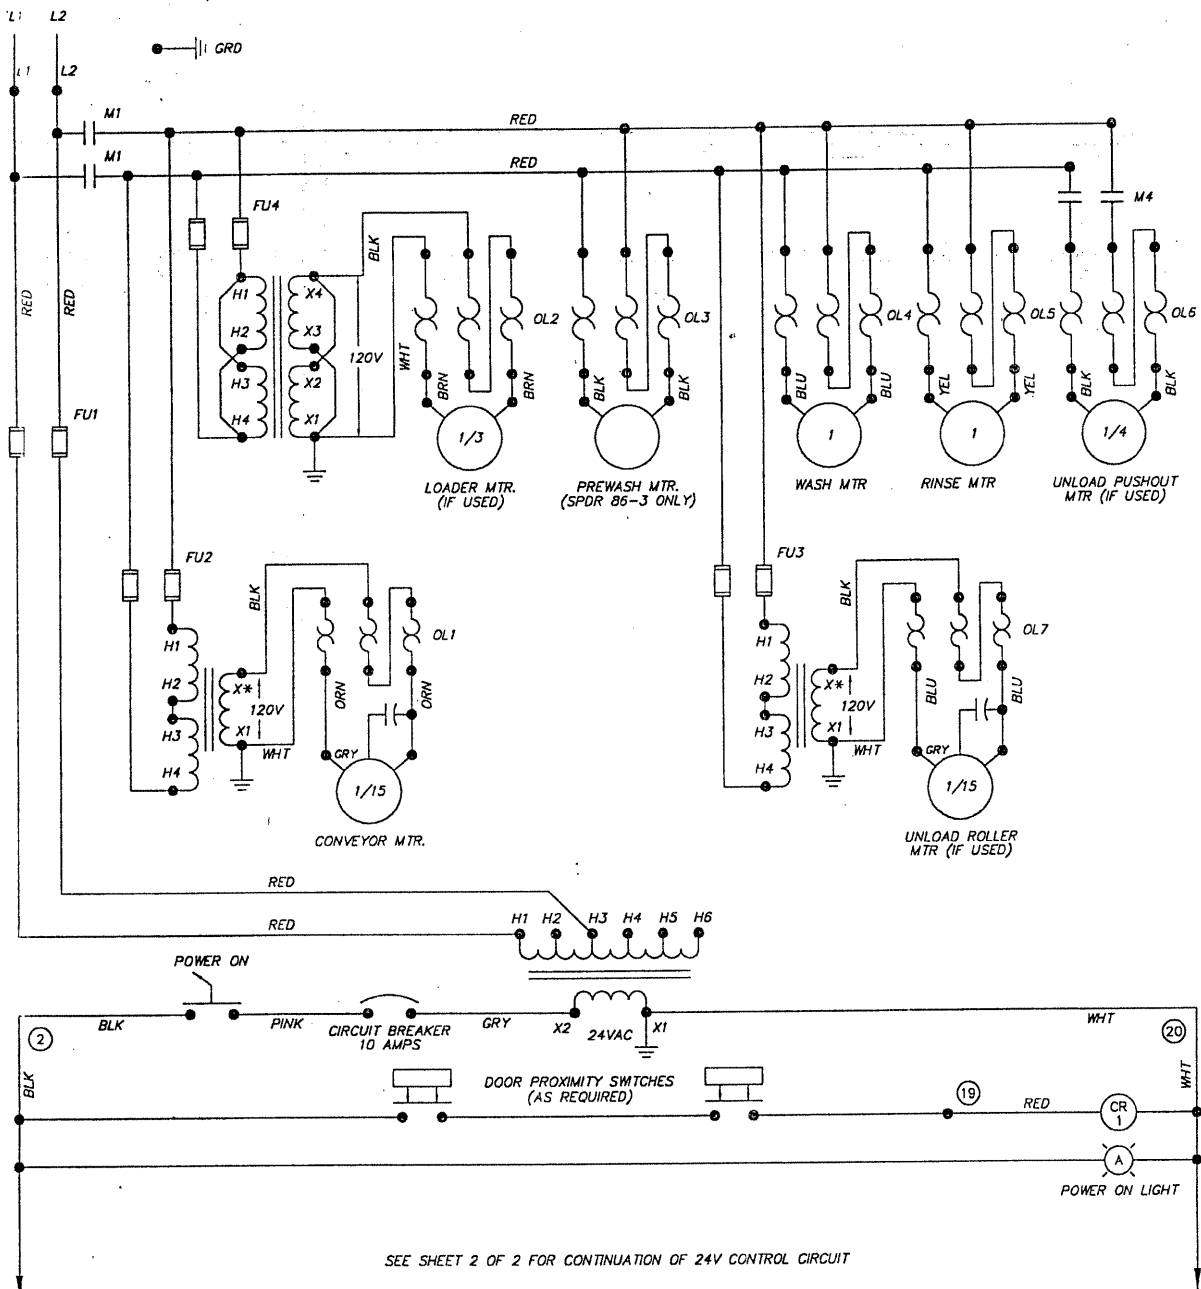 L1 L2
GRD
L1 L2
M1
RED
M1
RED
FU4
M4
BLK
RED
RED
H1
X4
H2
X3
OL2
OL3
OL4
OL5
OL6
120V
WHT
H3
X2
H4
X1
BRN
BRN
BLK
BLK
BLU
BLU
YEL
YEL
BLK
BLK
FU1
1/3
1
1
1/4
LOADER MTR.
(IF USED)
PREWASH MTR.
(SPDR 86-3 ONLY)
WASH MTR
RINSE MTR
UNLOAD PUSHOUT
MTR (IF USED)
FU2
FU3
BLK
BLK
H1
OL1
H1
OL7
H2
X*
ORN
ORN
H2
X*
BLU
BLU
120V
120V
H3
X1
H3
X1
WHT
GRY
WHT
GRY
H4
H4
1/15
1/15
CONVEYOR MTR.
UNLOAD ROLLER
MTR (IF USED)
RED
RED
H1 H2 H3 H4 H5 H6
POWER ON
BLK
PINK
CIRCUIT BREAKER
10 AMPS
GRY
X2
24VAC
X1
WHT
2
20
BLK
WHT
DOOR PROXIMITY SWITCHES
(AS REQUIRED)
19
RED
CR
1
A
POWER ON LIGHT
SEE SHEET 2 OF 2 FOR CONTINUATION OF 24V CONTROL CIRCUIT